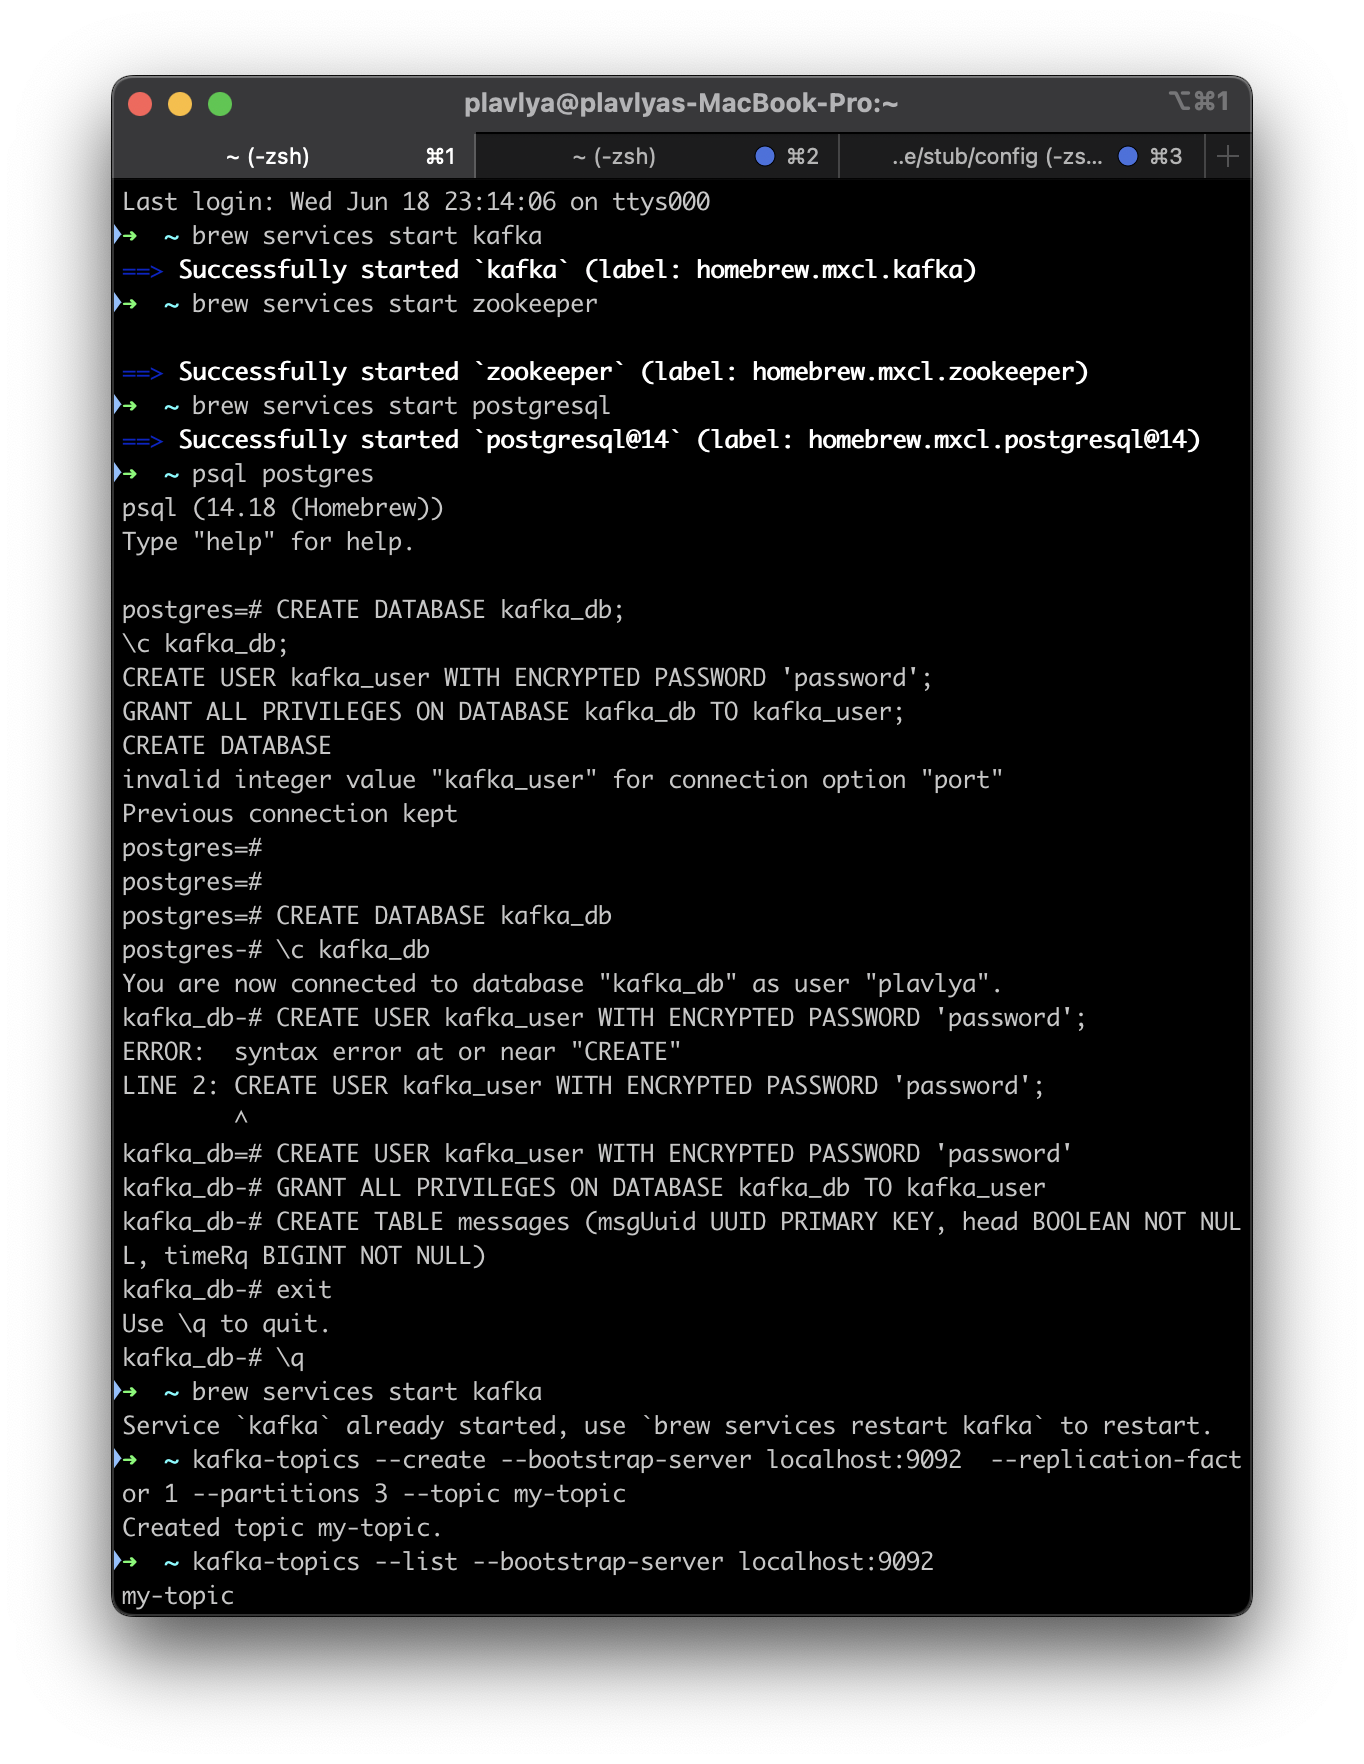 plavlya@plavlyas-MacBook-Pro:~
⌥⌘1
~ (-zsh) ⌘1 ~ (-zsh) ⌘2 ..e/stub/config (-zs... ⌘3
Last login: Wed Jun 18 23:14:06 on ttys000
➜  ~ brew services start kafka
==> Successfully started `kafka` (label: homebrew.mxcl.kafka)
➜  ~ brew services start zookeeper
==> Successfully started `zookeeper` (label: homebrew.mxcl.zookeeper)
➜  ~ brew services start postgresql
==> Successfully started `postgresql@14` (label: homebrew.mxcl.postgresql@14)
➜  ~ psql postgres
psql (14.18 (Homebrew))
Type "help" for help.
postgres=# CREATE DATABASE kafka_db;
\c kafka_db;
CREATE USER kafka_user WITH ENCRYPTED PASSWORD 'password';
GRANT ALL PRIVILEGES ON DATABASE kafka_db TO kafka_user;
CREATE DATABASE
invalid integer value "kafka_user" for connection option "port"
Previous connection kept
postgres=#
postgres=#
postgres=# CREATE DATABASE kafka_db
postgres-# \c kafka_db
You are now connected to database "kafka_db" as user "plavlya".
kafka_db-# CREATE USER kafka_user WITH ENCRYPTED PASSWORD 'password';
ERROR:  syntax error at or near "CREATE"
LINE 2: CREATE USER kafka_user WITH ENCRYPTED PASSWORD 'password';
        ^
kafka_db=# CREATE USER kafka_user WITH ENCRYPTED PASSWORD 'password'
kafka_db-# GRANT ALL PRIVILEGES ON DATABASE kafka_db TO kafka_user
kafka_db-# CREATE TABLE messages (msgUuid UUID PRIMARY KEY, head BOOLEAN NOT NUL
L, timeRq BIGINT NOT NULL)
kafka_db-# exit
Use \q to quit.
kafka_db-# \q
➜  ~ brew services start kafka
Service `kafka` already started, use `brew services restart kafka` to restart.
➜  ~ kafka-topics --create --bootstrap-server localhost:9092  --replication-fact
or 1 --partitions 3 --topic my-topic
Created topic my-topic.
➜  ~ kafka-topics --list --bootstrap-server localhost:9092
my-topic